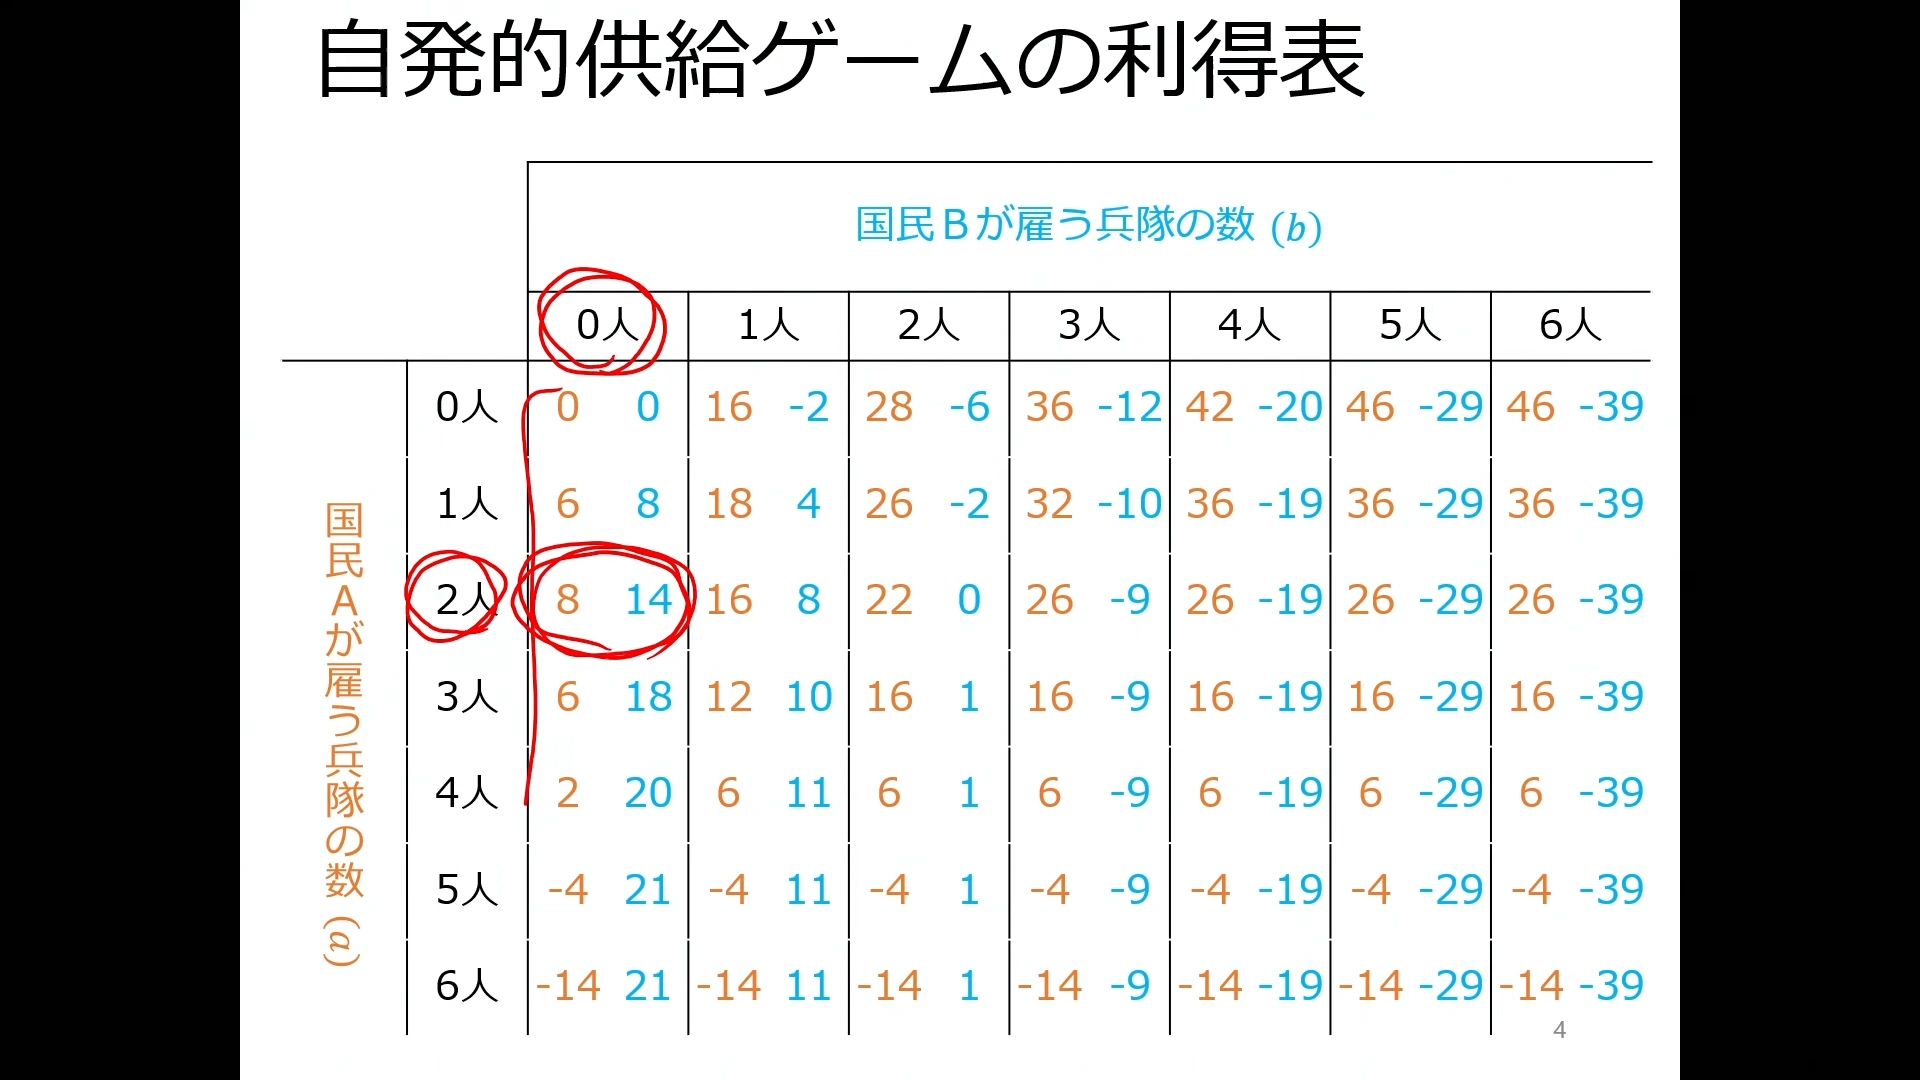 自発的供給ゲームの利得表
国民Ｂが雇う兵隊の数 (b)
0人 1人 2人 3人 4人 5人 6人
国民Ａが雇う兵隊の数 (a)
0人 0 0 16 -2 28 -6 36 -12 42 -20 46 -29 46 -39
1人 6 8 18 4 26 -2 32 -10 36 -19 36 -29 36 -39
2人 8 14 16 8 22 0 26 -9 26 -19 26 -29 26 -39
3人 6 18 12 10 16 1 16 -9 16 -19 16 -29 16 -39
4人 2 20 6 11 6 1 6 -9 6 -19 6 -29 6 -39
5人 -4 21 -4 11 -4 1 -4 -9 -4 -19 -4 -29 -4 -39
6人 -14 21 -14 11 -14 1 -14 -9 -14 -19 -14 -29 -14 -39
4